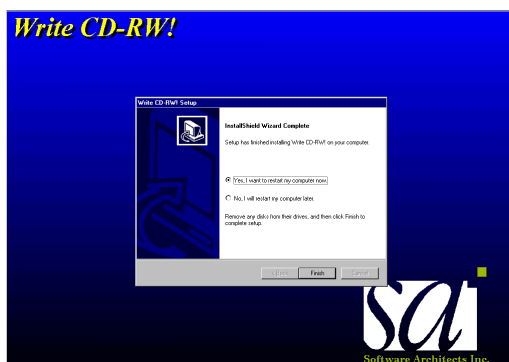 Write CD-RW!
Write CD-RW! Setup
InstallShield Wizard Complete
Setup has finished installing Write CD-RW! on your computer.
Yes, I want to restart my computer now.
No, I will restart my computer later.
Remove any disks from their drives, and then click Finish to
complete setup.
< Back
Finish
Cancel
sai
Software Architects Inc.